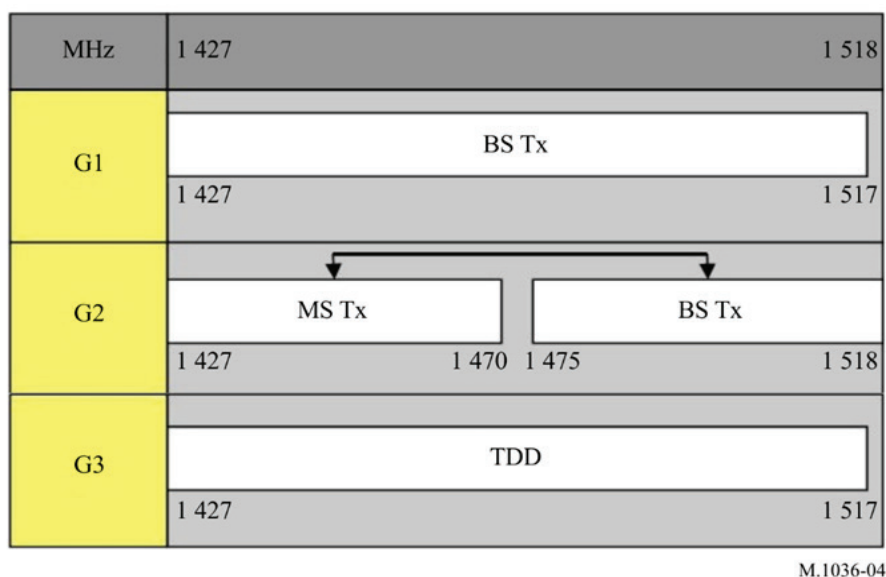 MHz 1 427 1 518
G1 BS Tx
1 427 1 517
G2 MS Tx BS Tx
1 427 1 470 1 475 1 518
G3 TDD
1 427 1 517
M.1036-04